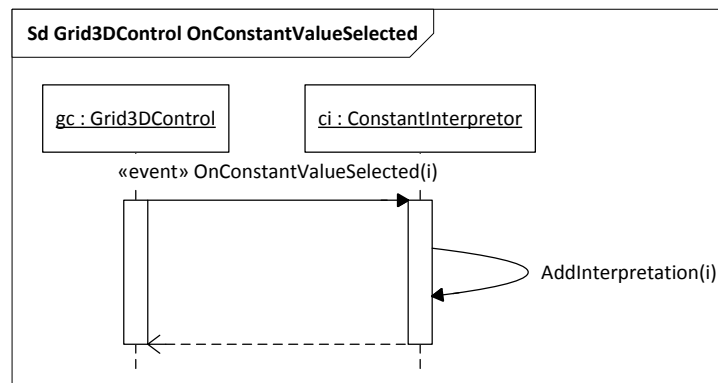 Sd Grid3DControl OnConstantValueSelected
gc : Grid3DControl
ci : ConstantInterpretor
«event» OnConstantValueSelected(i)
AddInterpretation(i)